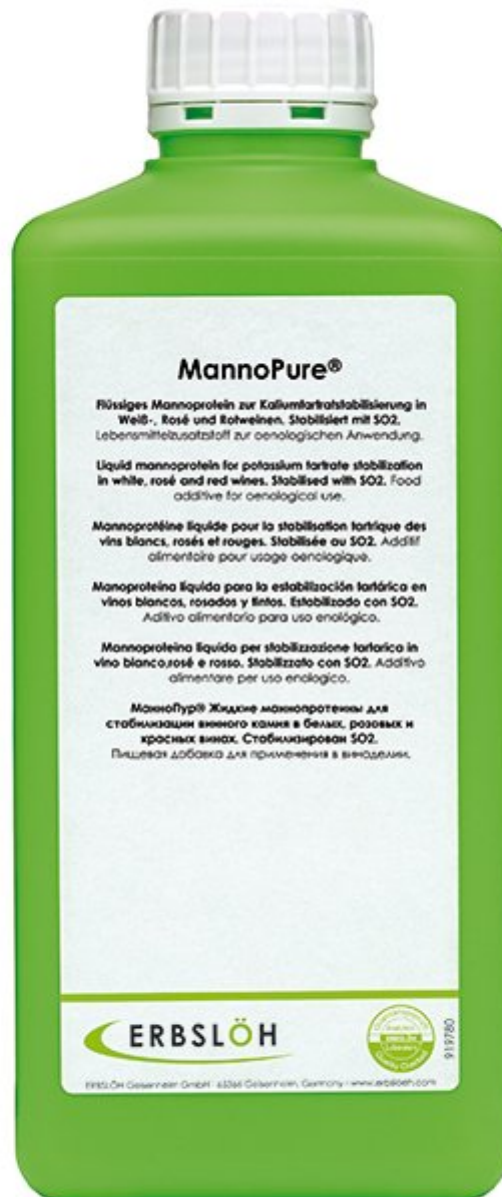 MannoPure®
Flüssiges Mannoprotein zur Kaliumtartratstabilisierung in
Weiß-, Rosé und Rotweinen. Stabilisiert mit SO2.
Lebensmittelzusatzstoff zur oenologischen Anwendung.
Liquid mannoprotein for potassium tartrate stabilization
in white, rosé and red wines. Stabilised with SO2. Food
additive for oenological use.
Mannoprotéine liquide pour la stabilisation tartrique des
vins blancs, rosés et rouges. Stabilisée au SO2. Additif
alimentaire pour usage oenologique.
Manoproteína líquida para la estabilización tartárica en
vinos blancos, rosados y tintos. Estabilizado con SO2.
Aditivo alimentario para uso enológico.
Mannoproteina liquida per stabilizzazione tartarica in
vino blanco,rosé e rosso. Stabilizzato con SO2. Additivo
alimentare per uso enologico.
МанноПур® Жидкие маннопротеины для
стабилизации винного камня в белых, розовых и
красных винах. Стабилизирован SO2.
Пищевая добавка для применения в виноделии.
ERBSLÖH
ERBSLÖH Geisenheim GmbH · 65366 Geisenheim, Germany · www.erbsloeh.com
919780